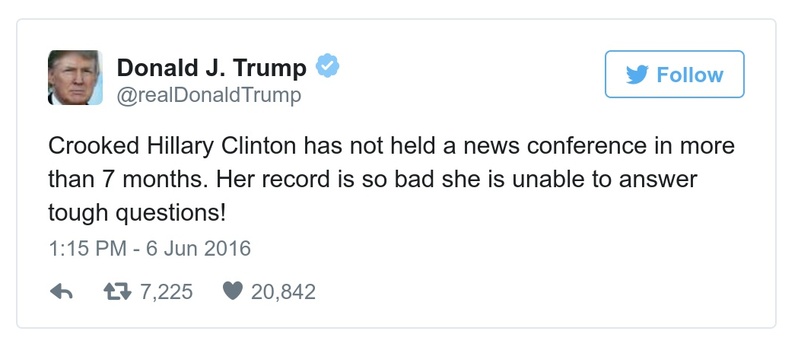 Donald J. Trump
@realDonaldTrump
Follow
Crooked Hillary Clinton has not held a news conference in more
than 7 months. Her record is so bad she is unable to answer
tough questions!
1:15 PM - 6 Jun 2016
7,225 20,842